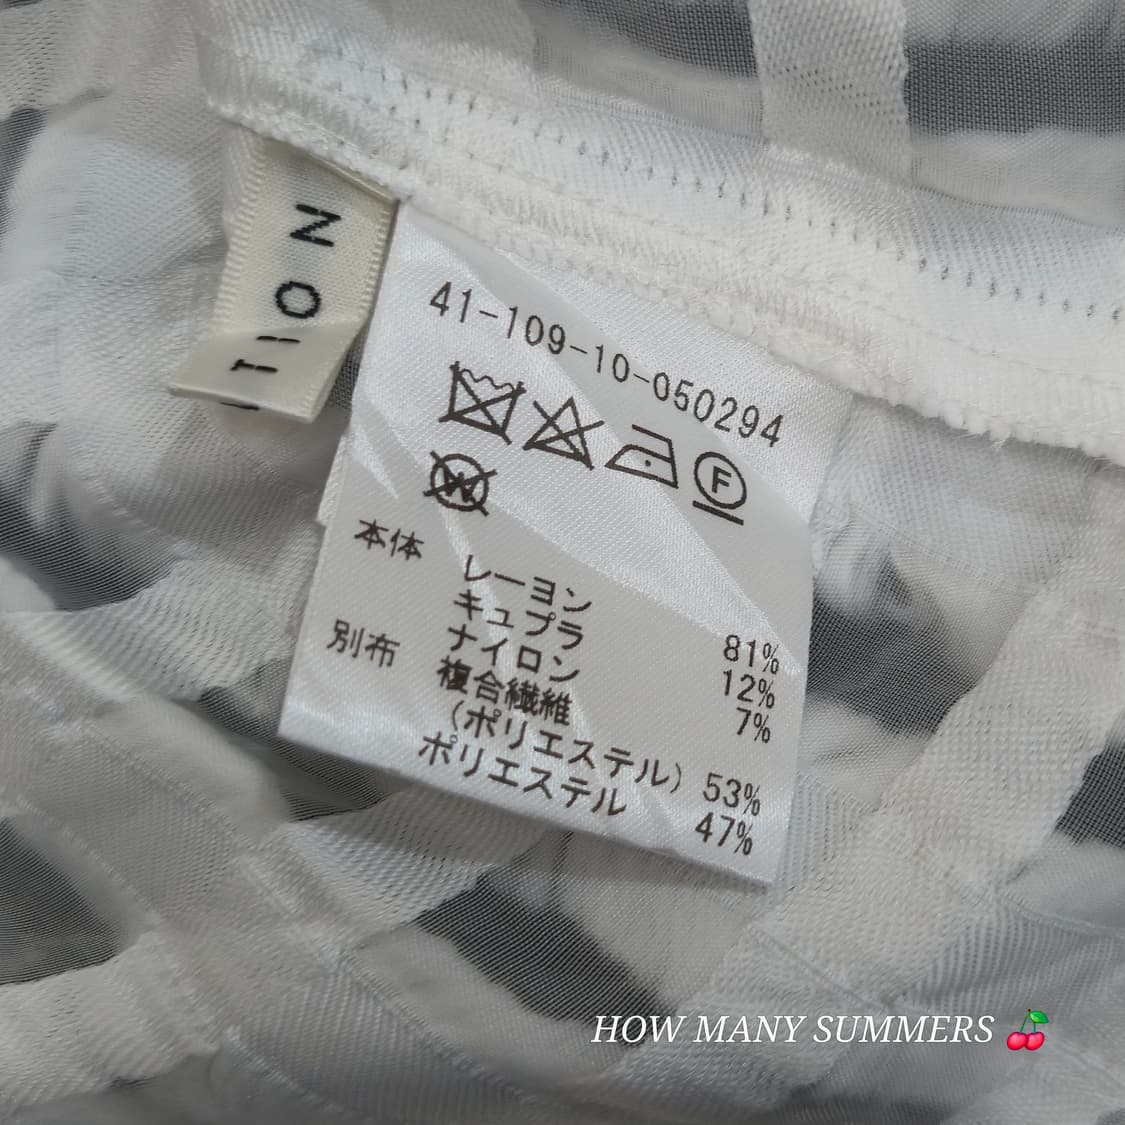 TION
41-109-10-050294
F
W
本体 レーヨン 81%
キュプラ 12%
ナイロン 7%
別布 複合繊維
(ポリエステル) 53%
ポリエステル 47%
HOW MANY SUMMERS 🍒